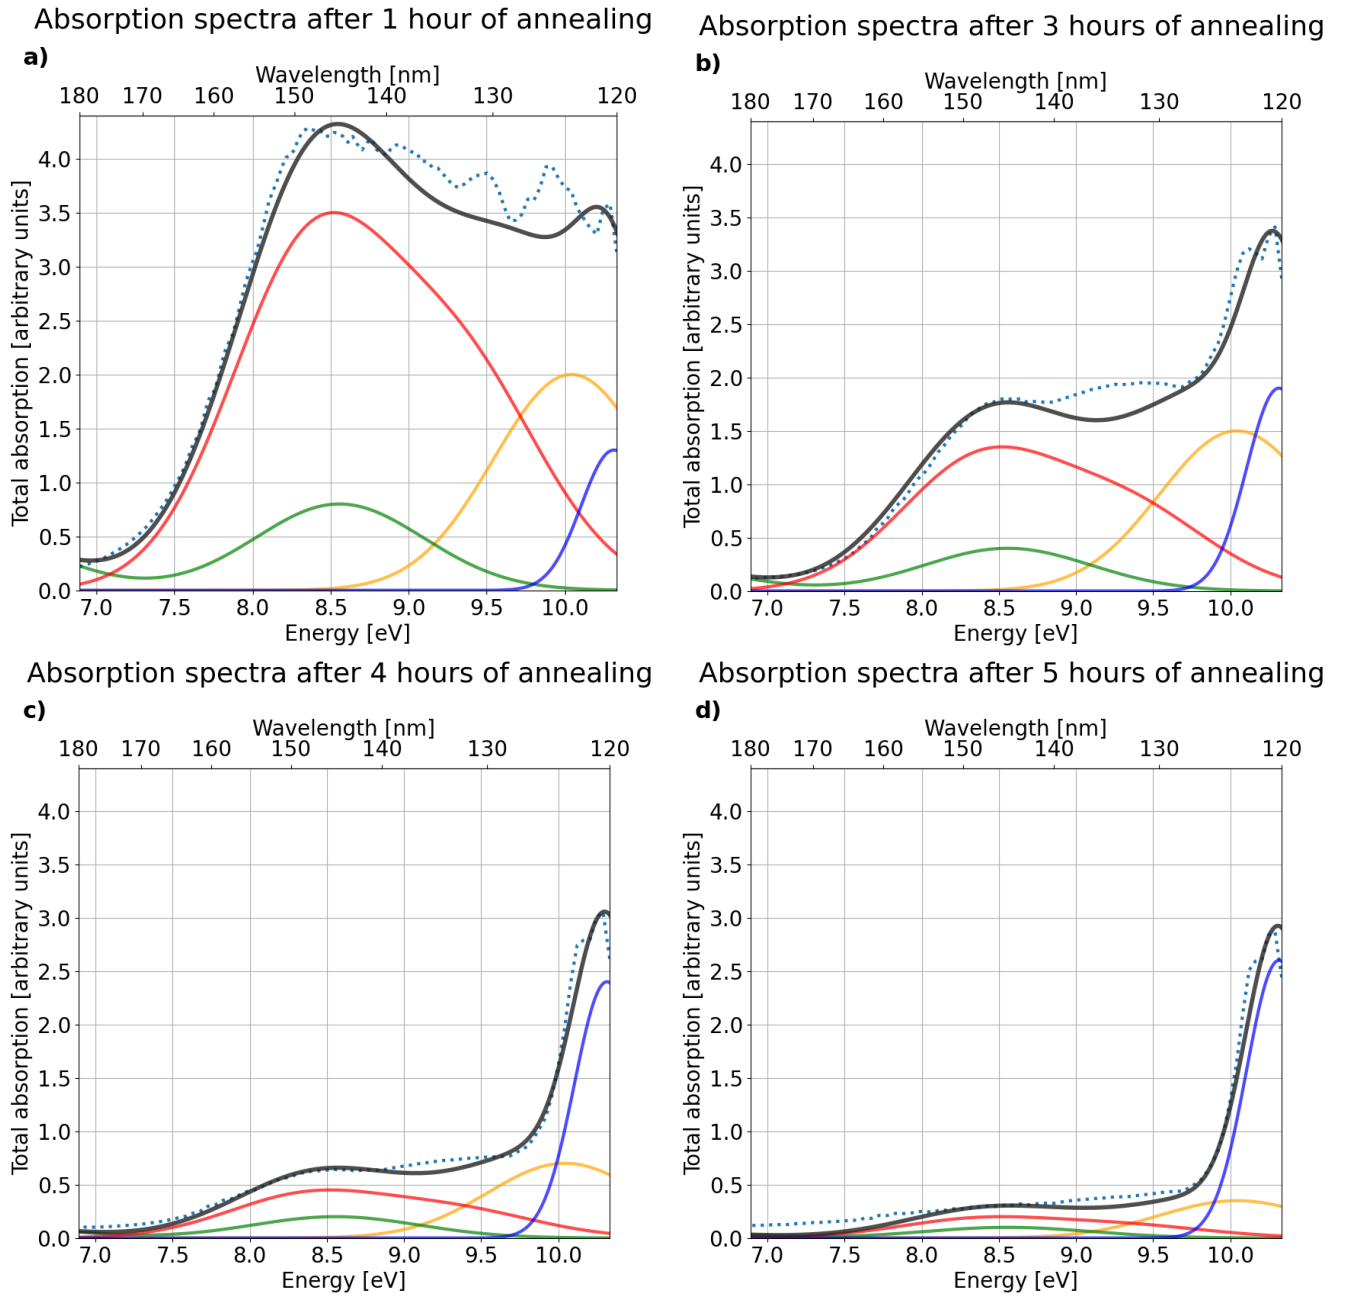 Absorption spectra after 1 hour of annealing
a)
Wavelength [nm]
180 170 160 150 140 130 120
Total absorption [arbitrary units]
4.0
3.5
3.0
2.5
2.0
1.5
1.0
0.5
0.0
7.0 7.5 8.0 8.5 9.0 9.5 10.0
Energy [eV]
Absorption spectra after 3 hours of annealing
b)
Wavelength [nm]
180 170 160 150 140 130 120
Total absorption [arbitrary units]
4.0
3.5
3.0
2.5
2.0
1.5
1.0
0.5
0.0
7.0 7.5 8.0 8.5 9.0 9.5 10.0
Energy [eV]
Absorption spectra after 4 hours of annealing
c)
Wavelength [nm]
180 170 160 150 140 130 120
Total absorption [arbitrary units]
4.0
3.5
3.0
2.5
2.0
1.5
1.0
0.5
0.0
7.0 7.5 8.0 8.5 9.0 9.5 10.0
Energy [eV]
Absorption spectra after 5 hours of annealing
d)
Wavelength [nm]
180 170 160 150 140 130 120
Total absorption [arbitrary units]
4.0
3.5
3.0
2.5
2.0
1.5
1.0
0.5
0.0
7.0 7.5 8.0 8.5 9.0 9.5 10.0
Energy [eV]